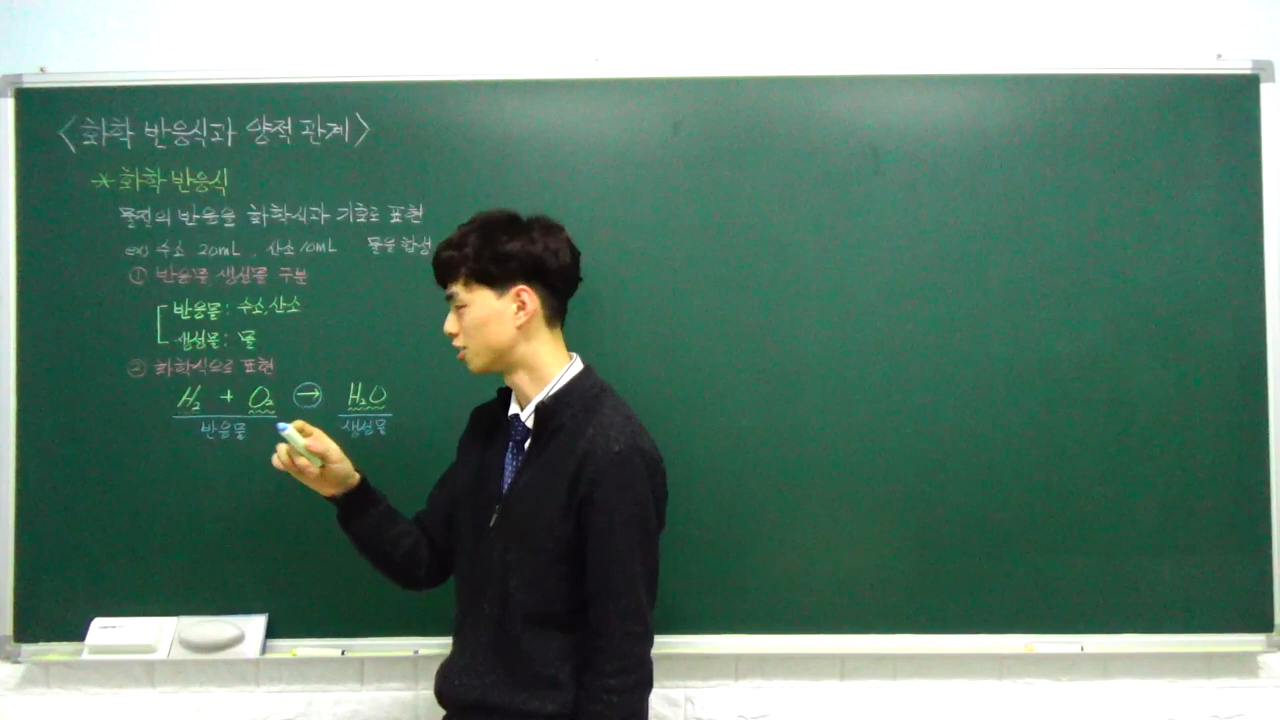 <화학 반응식과 양적 관계>
* 화학 반응식
물질의 반응을 화학식과 기호로 표현
ex) 수소 20mL, 산소 10mL 물을 합성
① 반응물 생성물 구분
반응물: 수소, 산소
생성물: 물
② 화학식으로 표현
H₂ + O₂ → H₂O
반응물 생성물